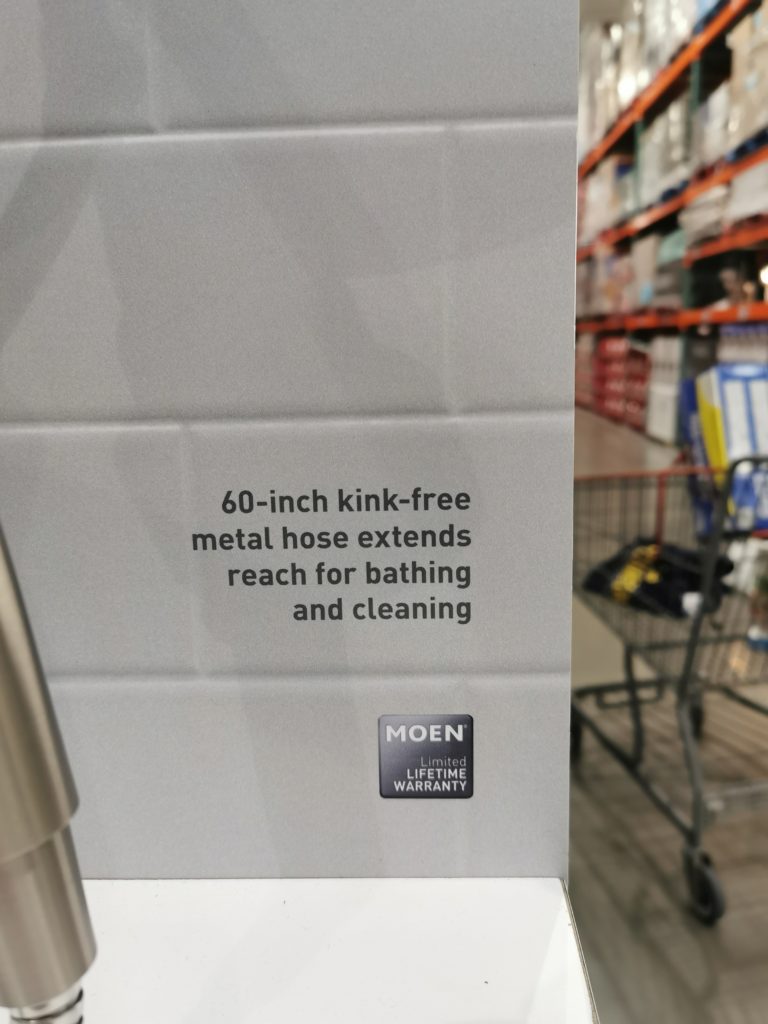 60-inch kink-free
metal hose extends
reach for bathing
and cleaning
MOEN®
Limited
LIFETIME
WARRANTY